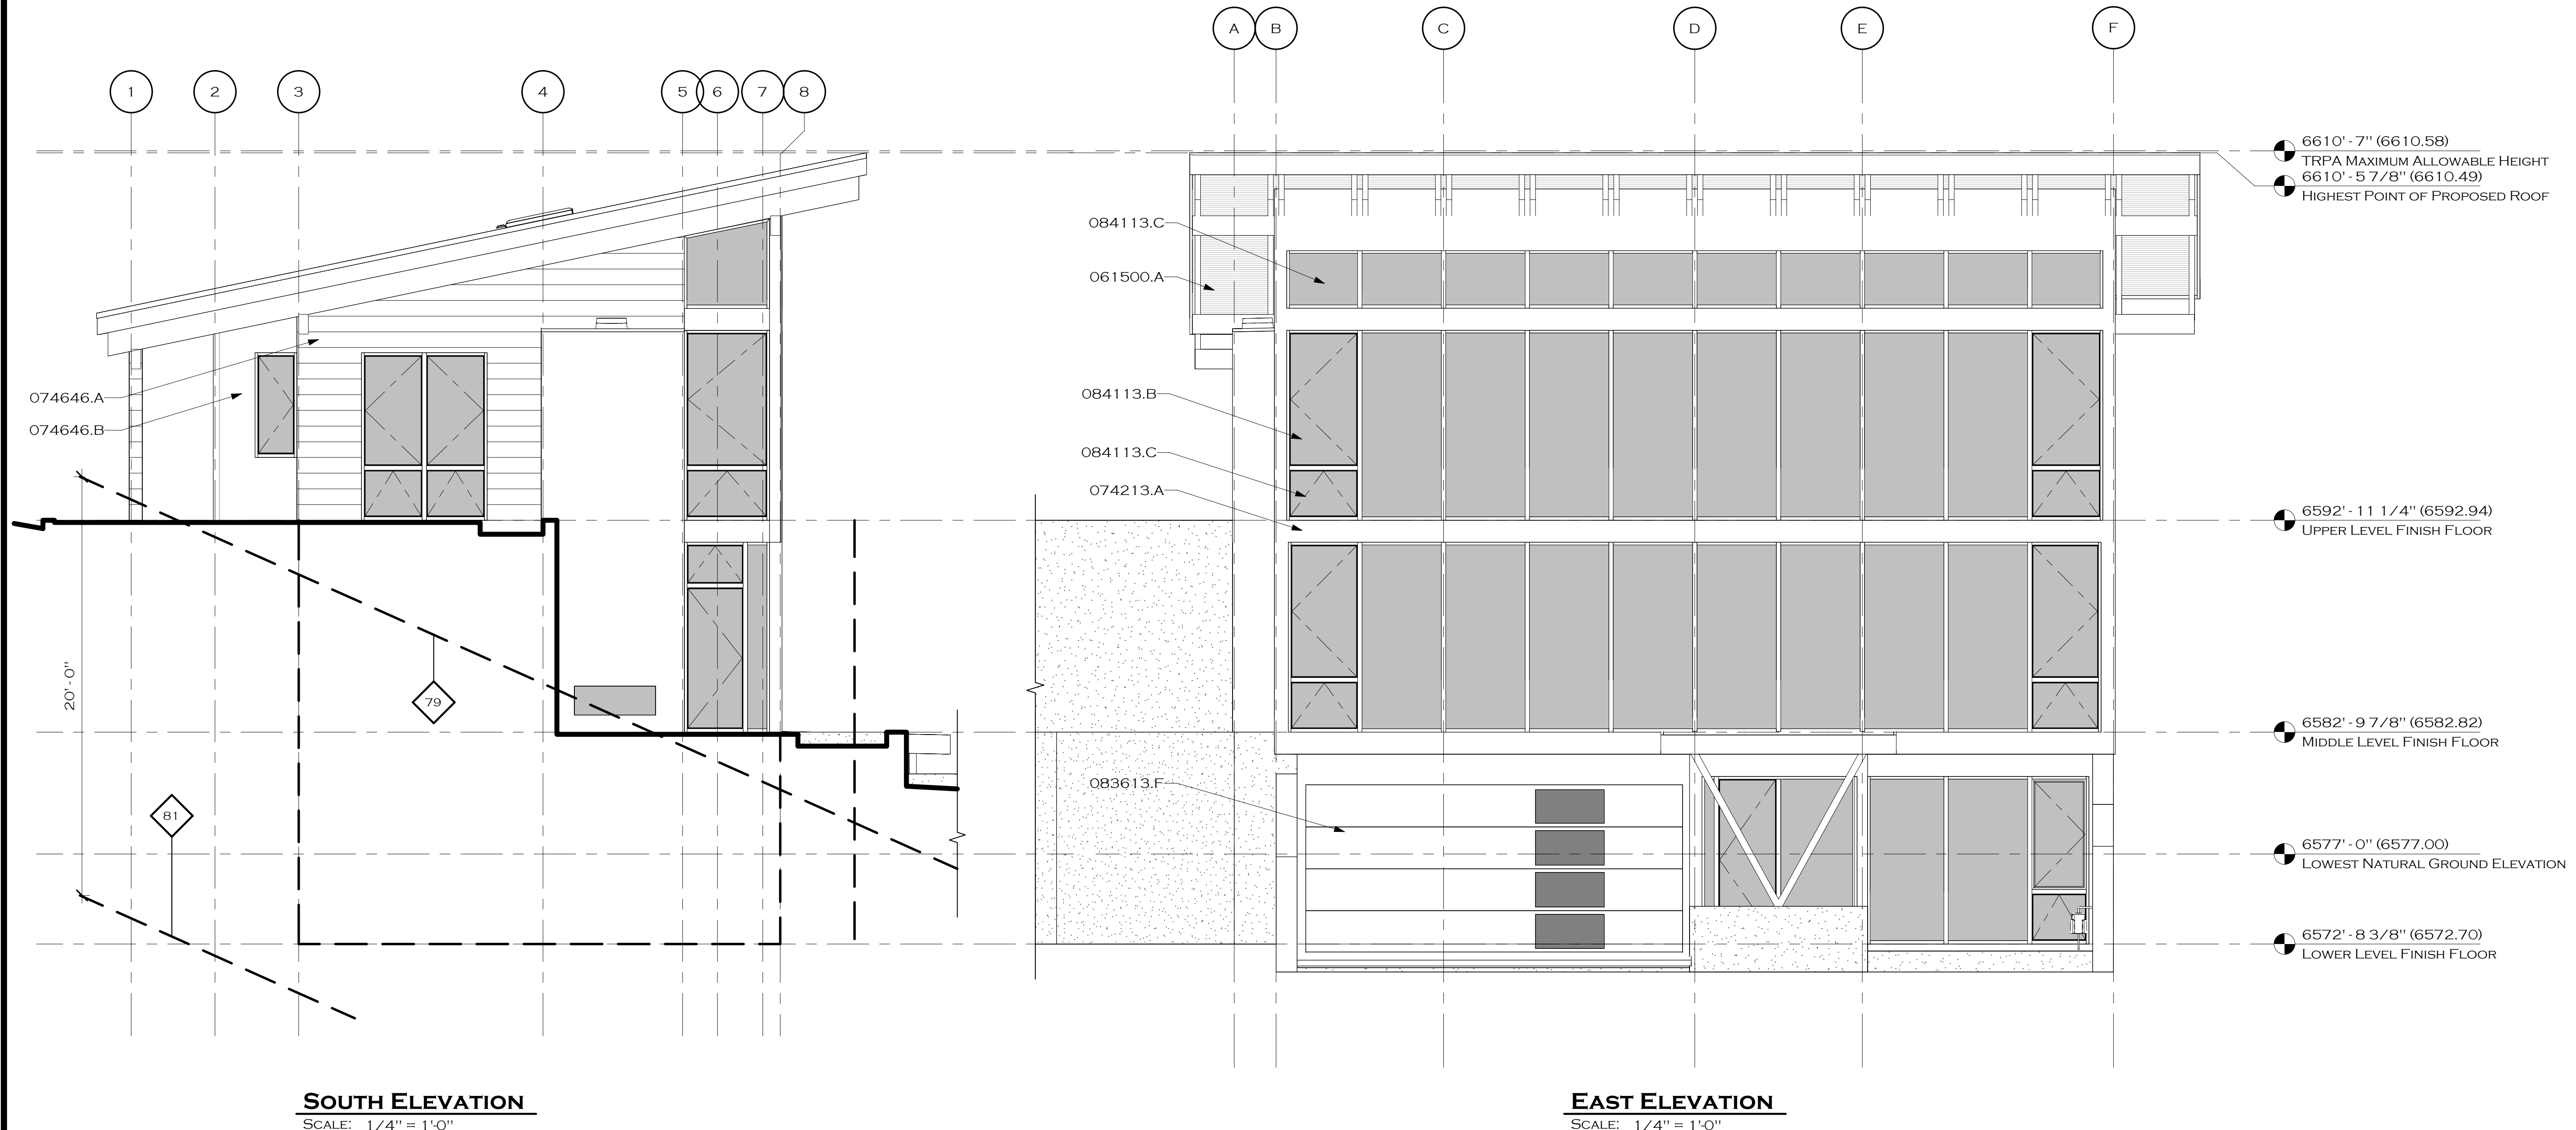 1 2 3 4 5 6 7 8
A B C D E F
6610'-7" (6610.58)
TRPA MAXIMUM ALLOWABLE HEIGHT
6610'-5 7/8" (6610.49)
HIGHEST POINT OF PROPOSED ROOF
084113.C
061500.A
074646.A
074646.B
084113.B
084113.C
074213.A
6592'-11 1/4" (6592.94)
UPPER LEVEL FINISH FLOOR
20'-0"
79
6582'-9 7/8" (6582.82)
MIDDLE LEVEL FINISH FLOOR
083613.F
81
6577'-0" (6577.00)
LOWEST NATURAL GROUND ELEVATION
6572'-8 3/8" (6572.70)
LOWER LEVEL FINISH FLOOR
SOUTH ELEVATION
SCALE: 1/4" = 1'-0"
EAST ELEVATION
SCALE: 1/4" = 1'-0"